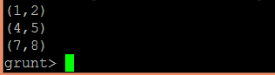 (1,2)
(4,5)
(7,8)
grunt>